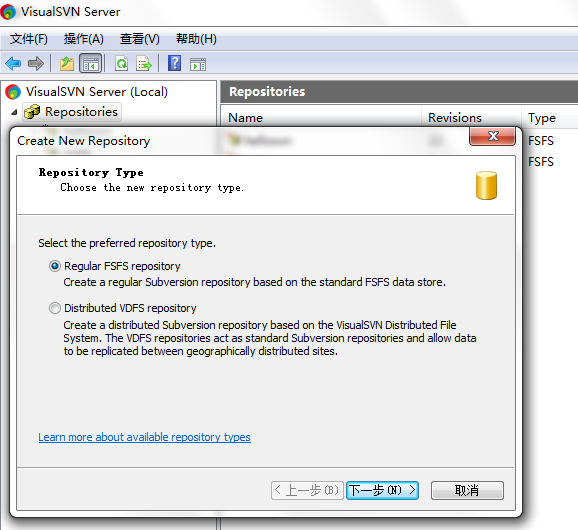 VisualSVN Server
文件(F) 操作(A) 查看(V) 帮助(H)
VisualSVN Server (Local)
Repositories
Repositories
Name Revisions Type
FSFS
FSFS
Create New Repository
Repository Type
Choose the new repository type.
Select the preferred repository type.
Regular FSFS repository
Create a regular Subversion repository based on the standard FSFS data store.
Distributed VDFS repository
Create a distributed Subversion repository based on the VisualSVN Distributed File
System. The VDFS repositories act as standard Subversion repositories and allow data
to be replicated between geographically distributed sites.
Learn more about available repository types
< 上一步(B) 下一步(N) > 取消